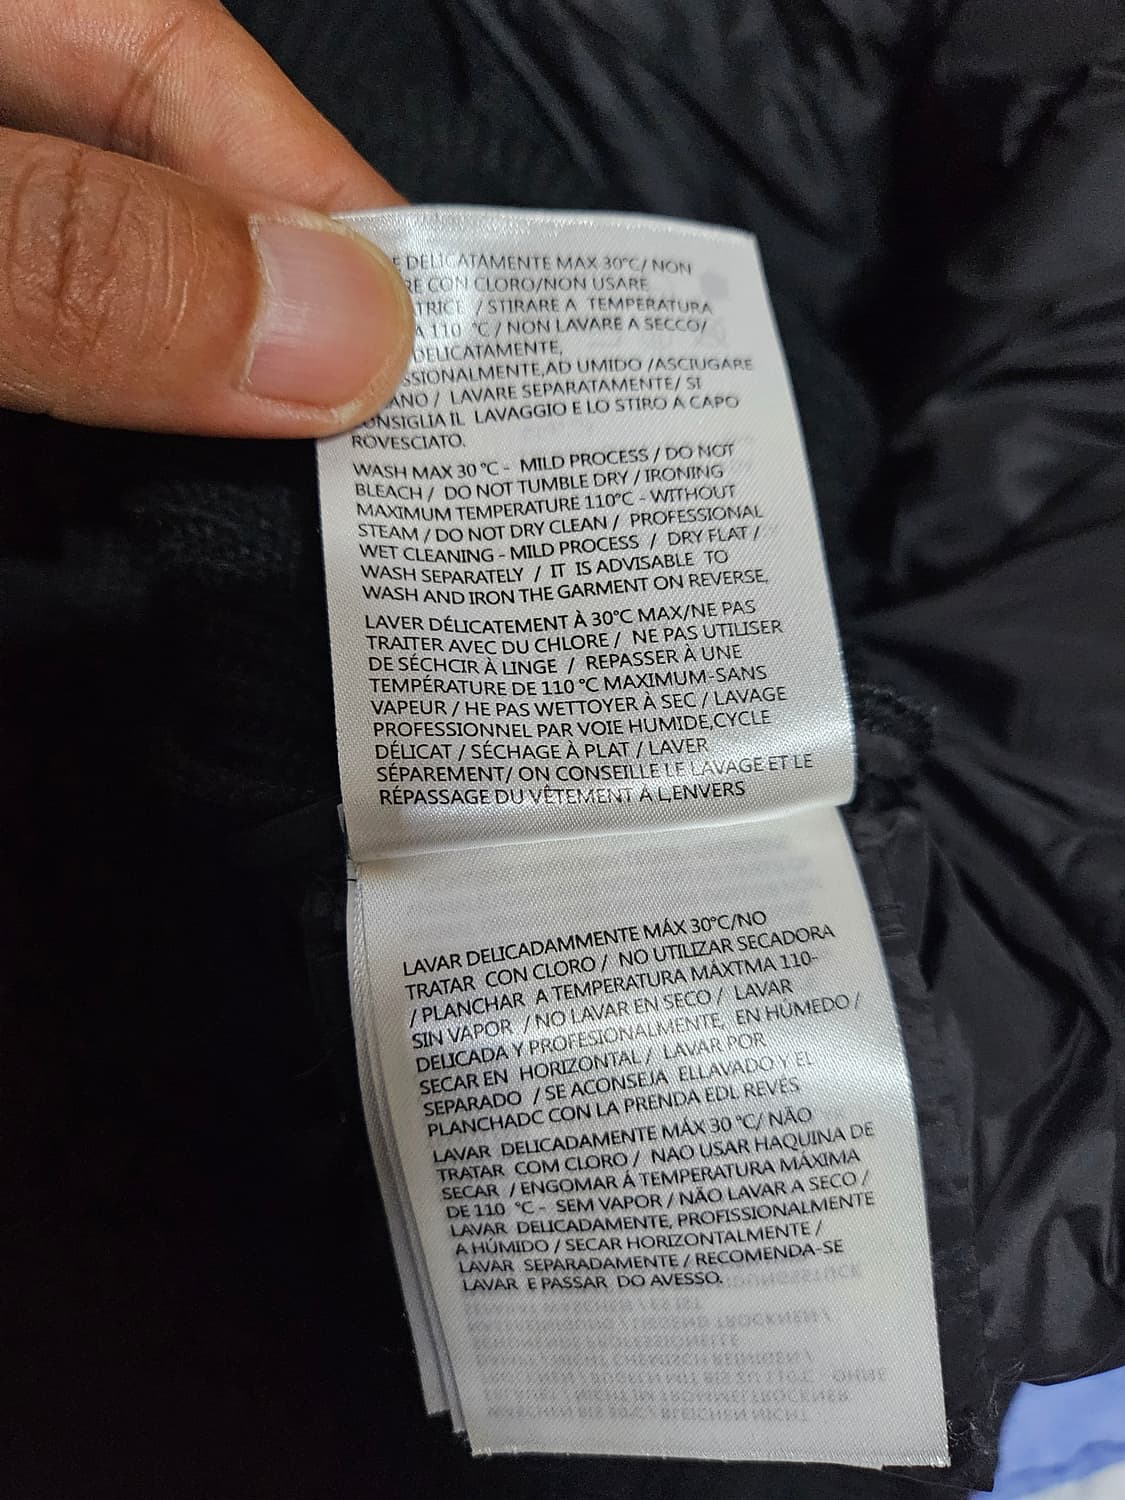 DELICATAMENTE MAX 30°C/ NON
RE CON CLORO/NON USARE
TRICE / STIRARE A TEMPERATURA
A 110 °C / NON LAVARE A SECCO/
DELICATAMENTE,
SSIONALMENTE,AD UMIDO /ASCIUGARE
ANO / LAVARE SEPARATAMENTE/ SI
ONSIGLIA IL LAVAGGIO E LO STIRO A CAPO
ROVESCIATO.
WASH MAX 30 °C - MILD PROCESS / DO NOT
BLEACH / DO NOT TUMBLE DRY / IRONING
MAXIMUM TEMPERATURE 110°C - WITHOUT
STEAM / DO NOT DRY CLEAN / PROFESSIONAL
WET CLEANING - MILD PROCESS / DRY FLAT /
WASH SEPARATELY / IT IS ADVISABLE TO
WASH AND IRON THE GARMENT ON REVERSE,
LAVER DÉLICATEMENT À 30°C MAX/NE PAS
TRAITER AVEC DU CHLORE / NE PAS UTILISER
DE SÉCHCIR À LINGE / REPASSER À UNE
TEMPÉRATURE DE 110 °C MAXIMUM-SANS
VAPEUR / HE PAS WETTOYER À SEC / LAVAGE
PROFESSIONNEL PAR VOIE HUMIDE,CYCLE
DÉLICAT / SÉCHAGE À PLAT / LAVER
SÉPAREMENT/ ON CONSEILLE LE LAVAGE ET LE
RÉPASSAGE DU VÊTEMENT A L,ENVERS
LAVAR DELICADAMMENTE MÁX 30°C/NO
TRATAR CON CLORO / NO UTILIZAR SECADORA
/ PLANCHAR A TEMPERATURA MÁXTMA 110-
SIN VAPOR / NO LAVAR EN SECO / LAVAR
DELICADA Y PROFESIONALMENTE, EN HÚMEDO /
SECAR EN HORIZONTAL / LAVAR POR
SEPARADO / SE ACONSEJA ELLAVADO Y EL
PLANCHADC CON LA PRENDA EDL REVÉS
LAVAR DELICADAMENTE MÁX 30 °C/ NÃO
TRATAR COM CLORO / NAO USAR HAQUINA DE
SECAR / ENGOMAR À TEMPERATURA MÁXIMA
DE 110 °C - SEM VAPOR / NÃO LAVAR A SECO /
LAVAR DELICADAMENTE, PROFISSIONALMENTE
A HÚMIDO / SECAR HORIZONTALMENTE /
LAVAR SEPARADAMENTE / RECOMENDA-SE
LAVAR E PASSAR DO AVESSO.